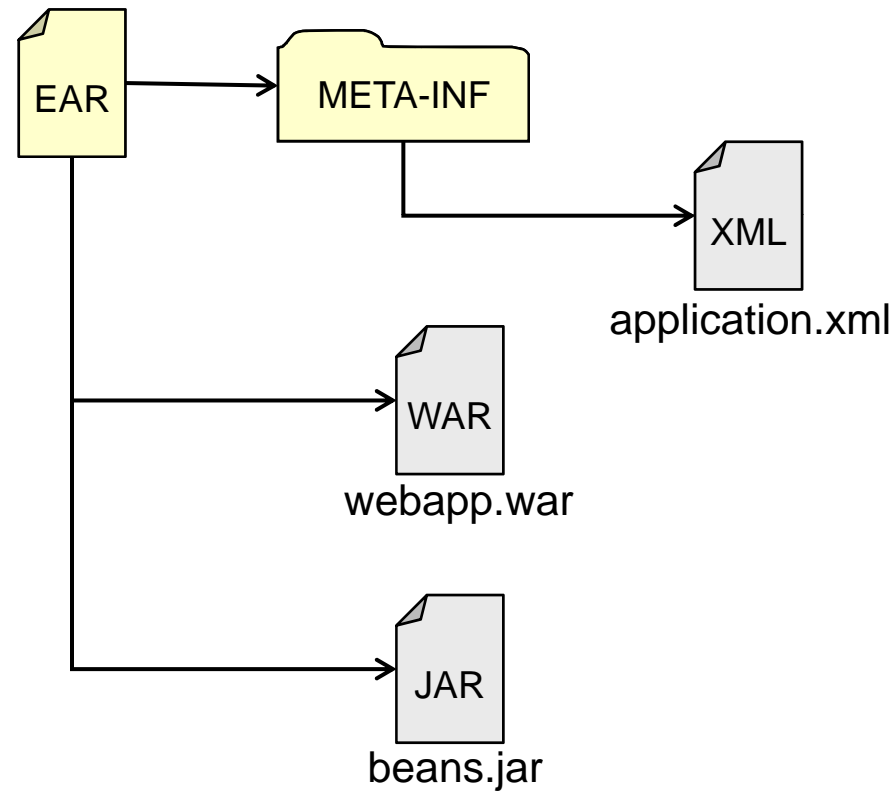 EAR
META-INF
XML
application.xml
WAR
webapp.war
JAR
beans.jar